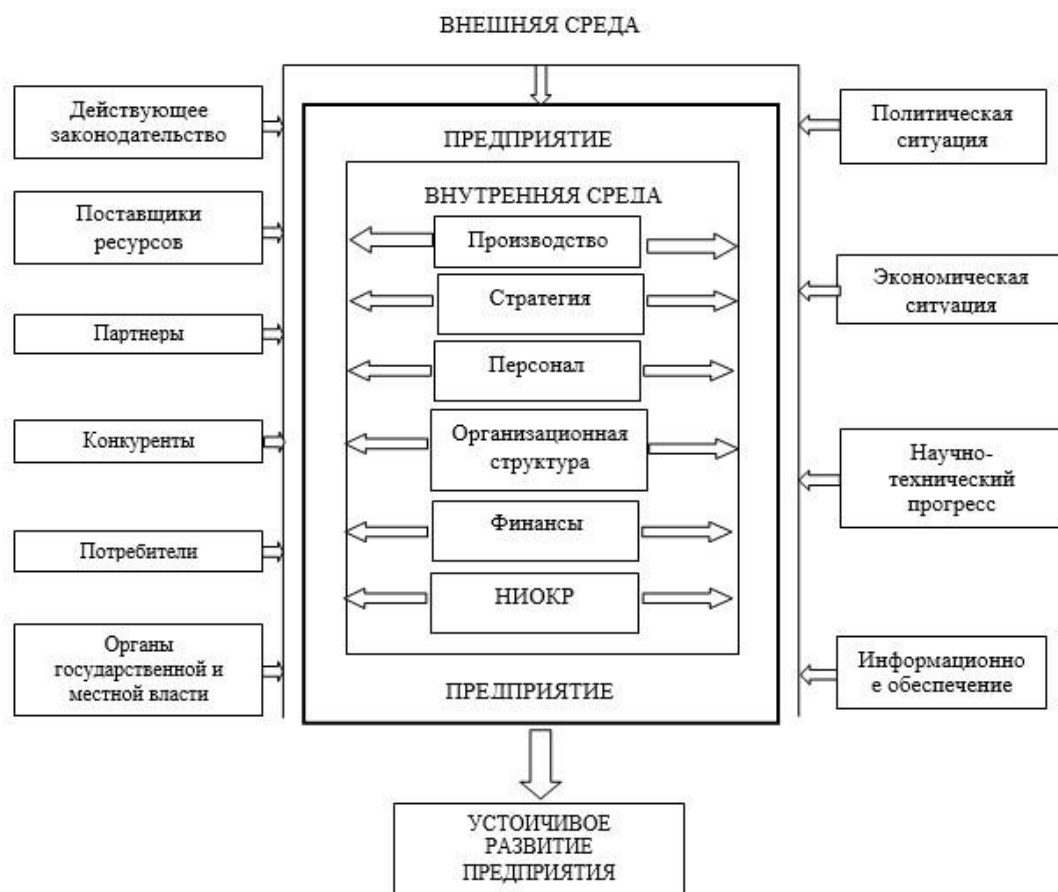 ВНЕШНЯЯ СРЕДА
Действующее
законодательство
Поставщики
ресурсов
Партнеры
Конкуренты
Потребители
Органы
государственной и
местной власти
ПРЕДПРИЯТИЕ
ВНУТРЕННЯЯ СРЕДА
Производство
Стратегия
Персонал
Организационная
структура
Финансы
НИОКР
ПРЕДПРИЯТИЕ
Политическая
ситуация
Экономическая
ситуация
Научно-
технический
прогресс
Информационно
е обеспечение
УСТОИЧИВОЕ
РАЗВИТИЕ
ПРЕДПРИЯТИЯ